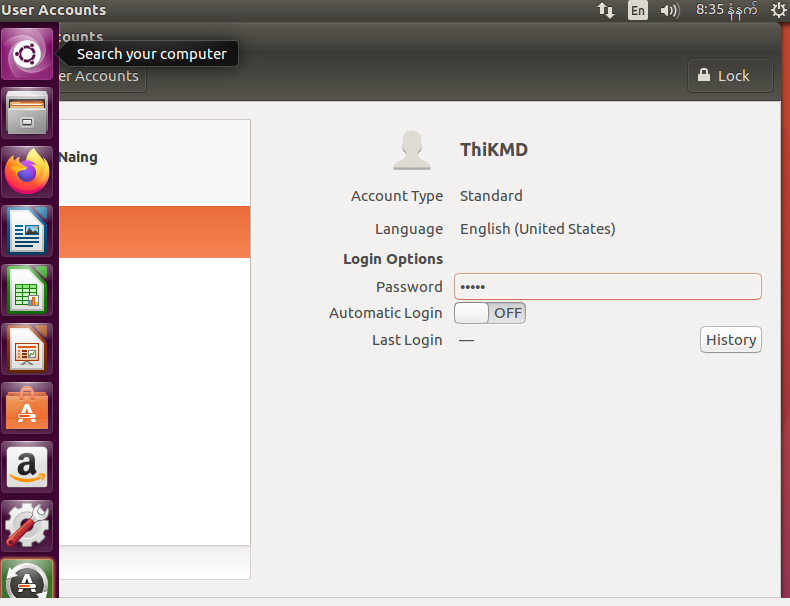 User Accounts
En
8:35 နံနက်
counts
Search your computer
er Accounts
Lock
Naing
ThiKMD
Account Type Standard
Language English (United States)
Login Options
Password •••••
Automatic Login OFF
Last Login —
History